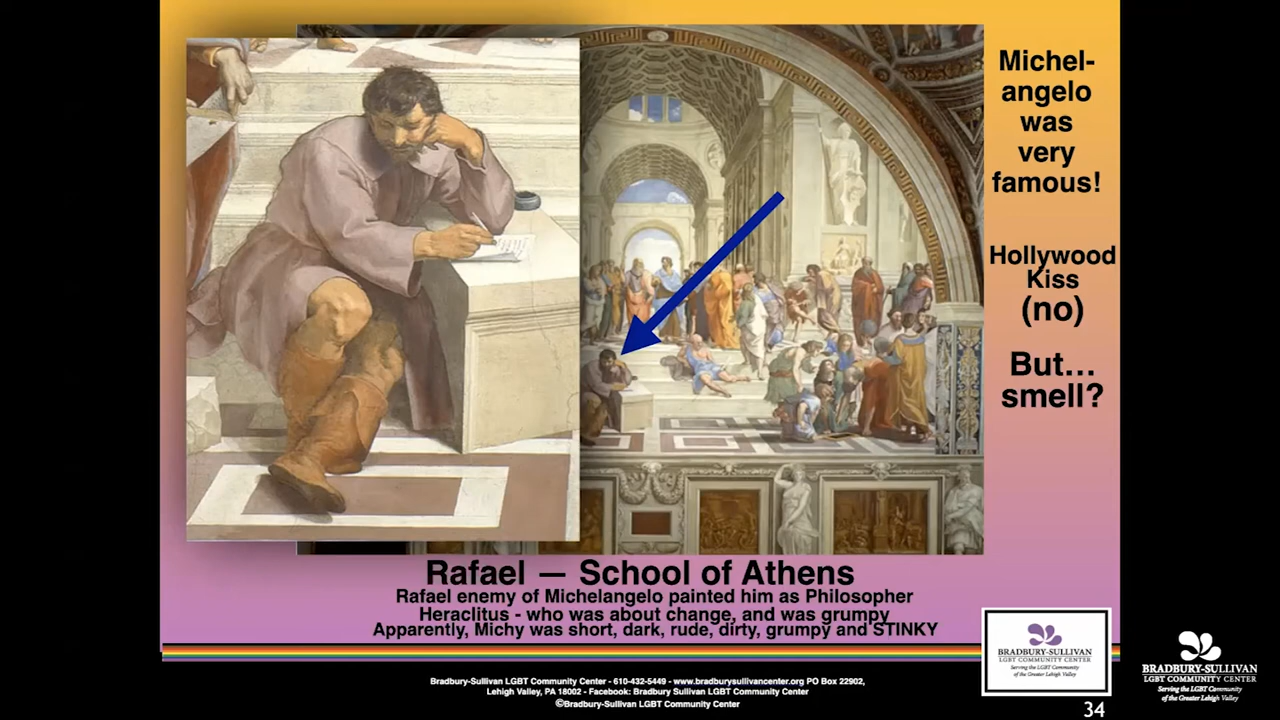 Michel-
angelo
was
very
famous!
Hollywood
Kiss
(no)
But...
smell?
Rafael — School of Athens
Rafael enemy of Michelangelo painted him as Philosopher
Heraclitus - who was about change, and was grumpy
Apparently, Michy was short, dark, rude, dirty, grumpy and STINKY
BRADBURY-SULLIVAN
LGBT COMMUNITY CENTER
Serving the LGBT Community
of the Greater Lehigh Valley
BRADBURY-SULLIVAN
LGBT COMMUNITY CENTER
Serving the LGBT Community
of the Greater Lehigh Valley
Bradbury-Sullivan LGBT Community Center - 610-432-5449 - www.bradburysullivancenter.org PO Box 22902,
Lehigh Valley, PA 18002 - Facebook: Bradbury Sullivan LGBT Community Center
©Bradbury-Sullivan LGBT Community Center
34